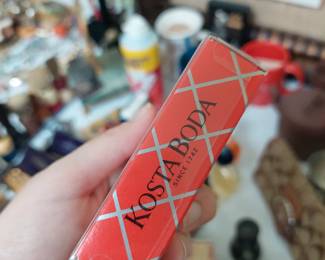 KOSTA BODA
SINCE 1742